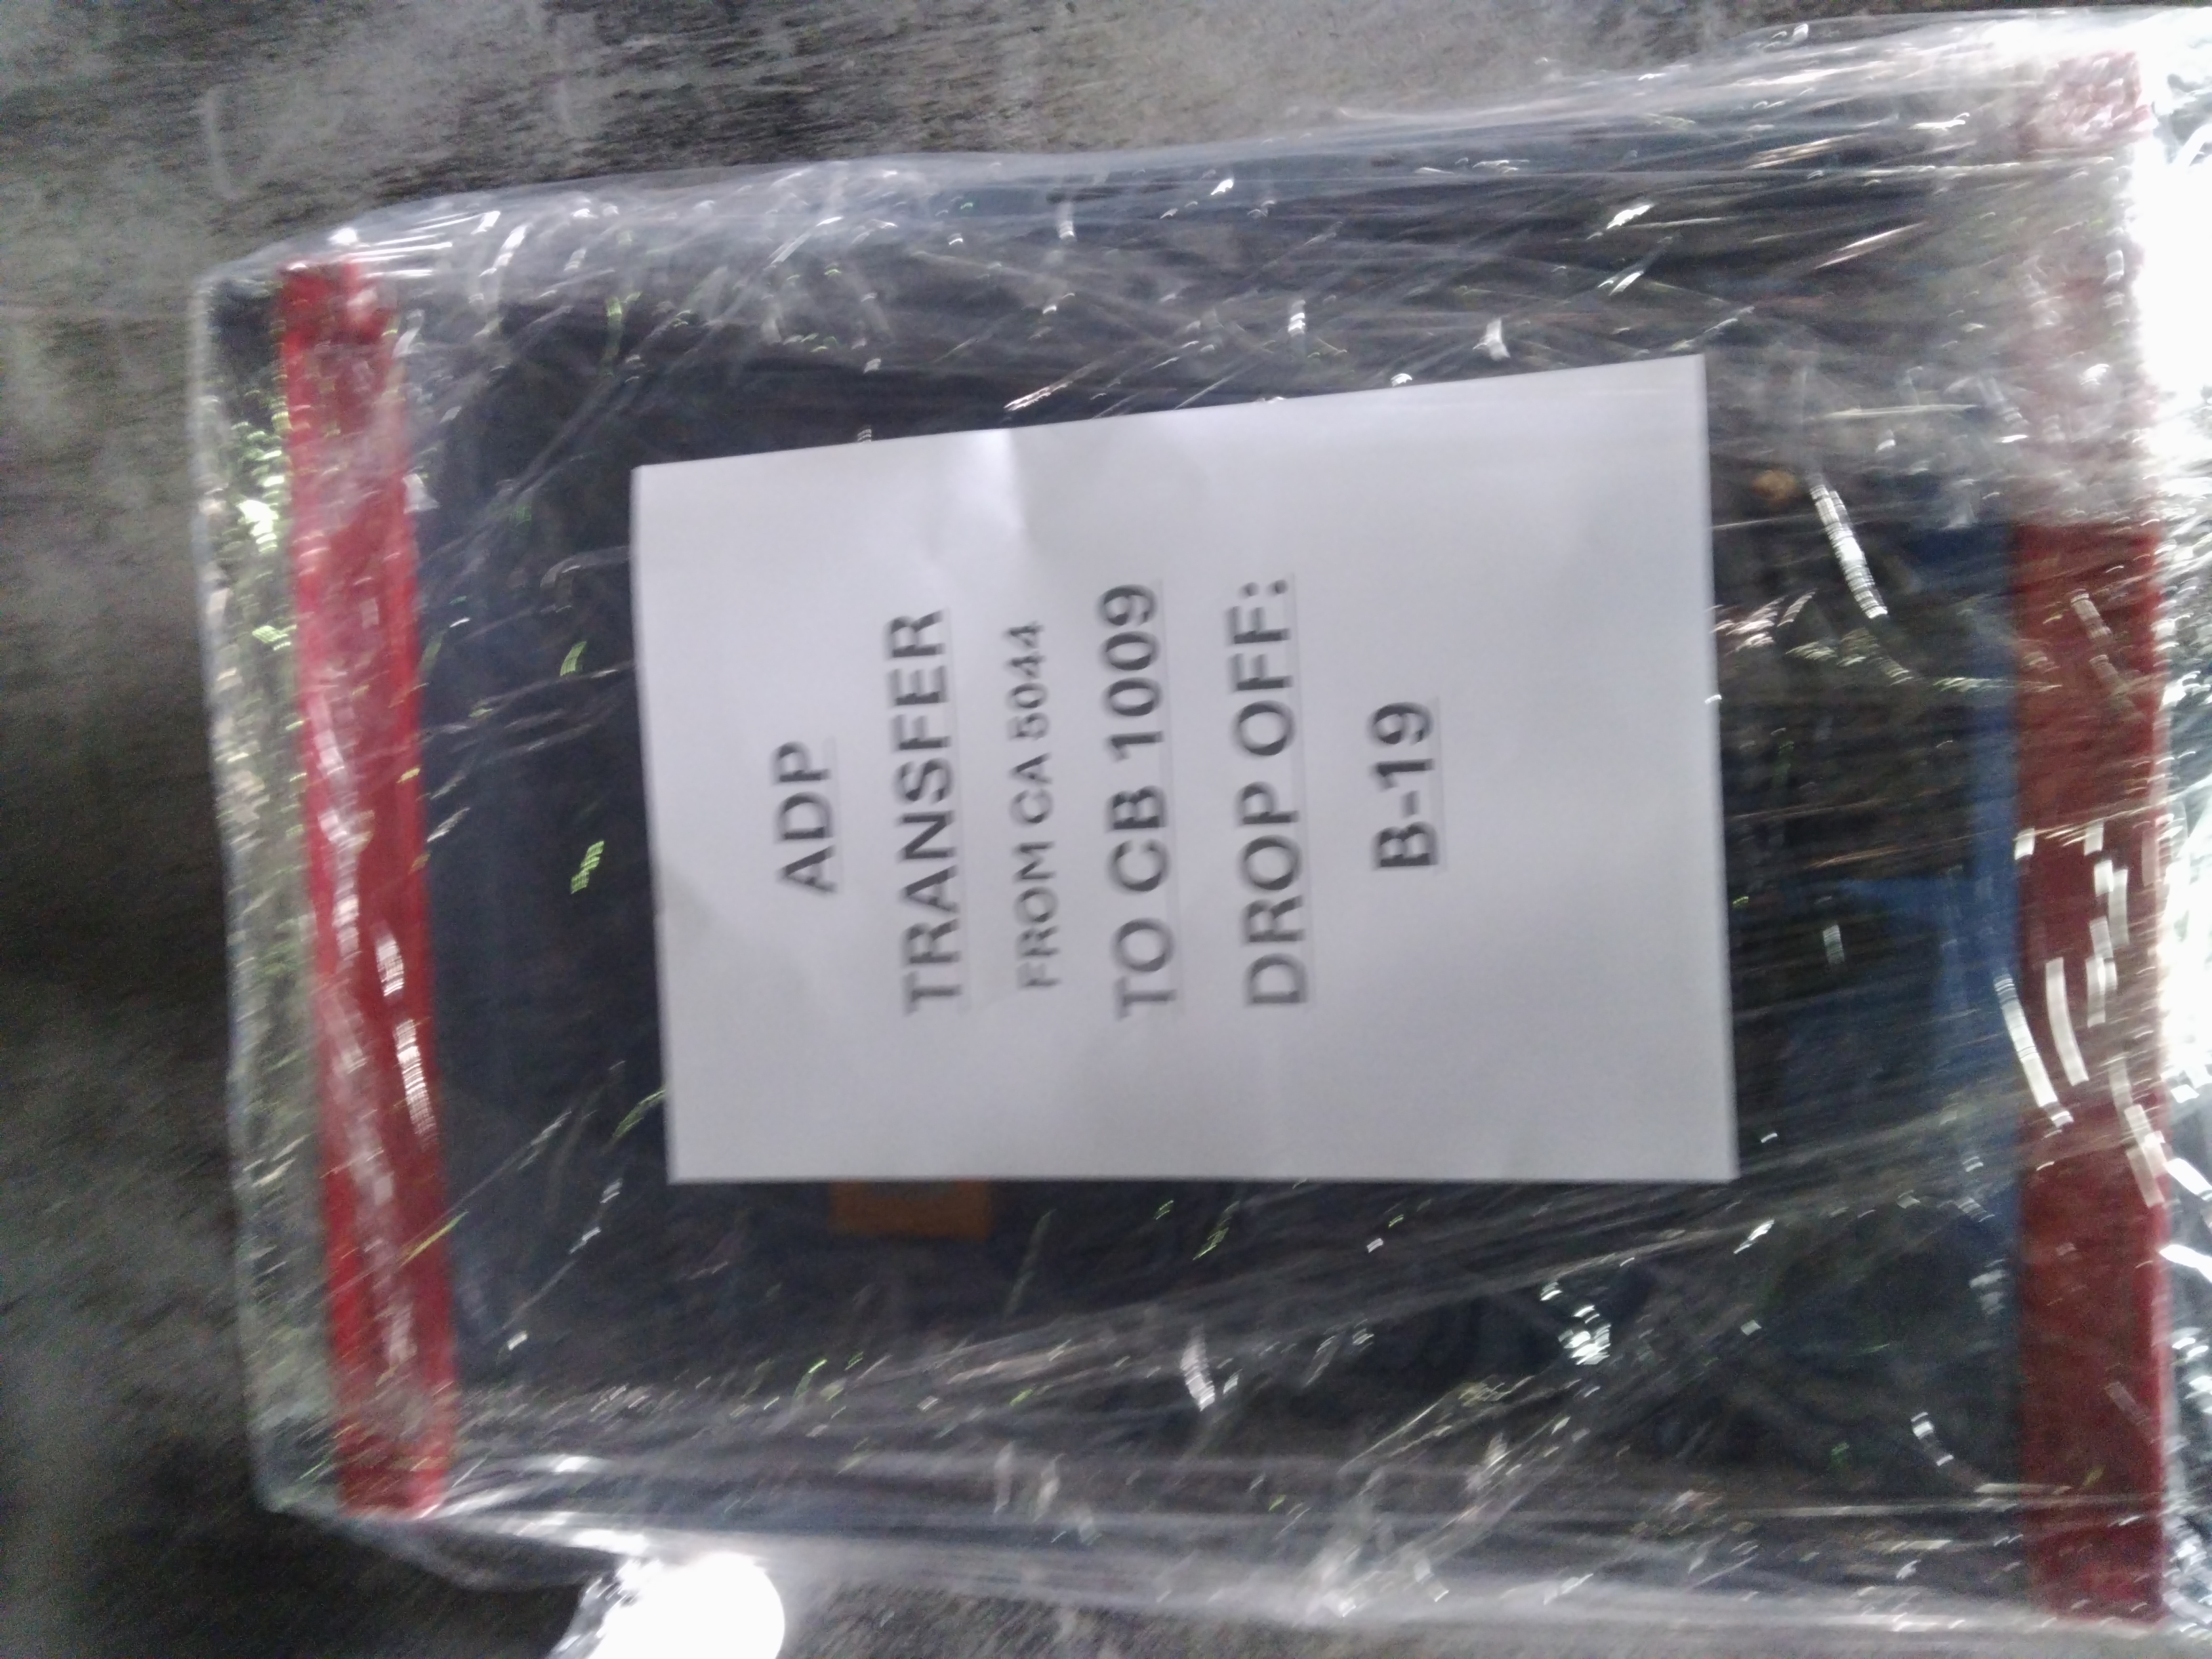 ADP
TRANSFER
FROM CA 5044
TO CB 1009
DROP OFF:
B-19